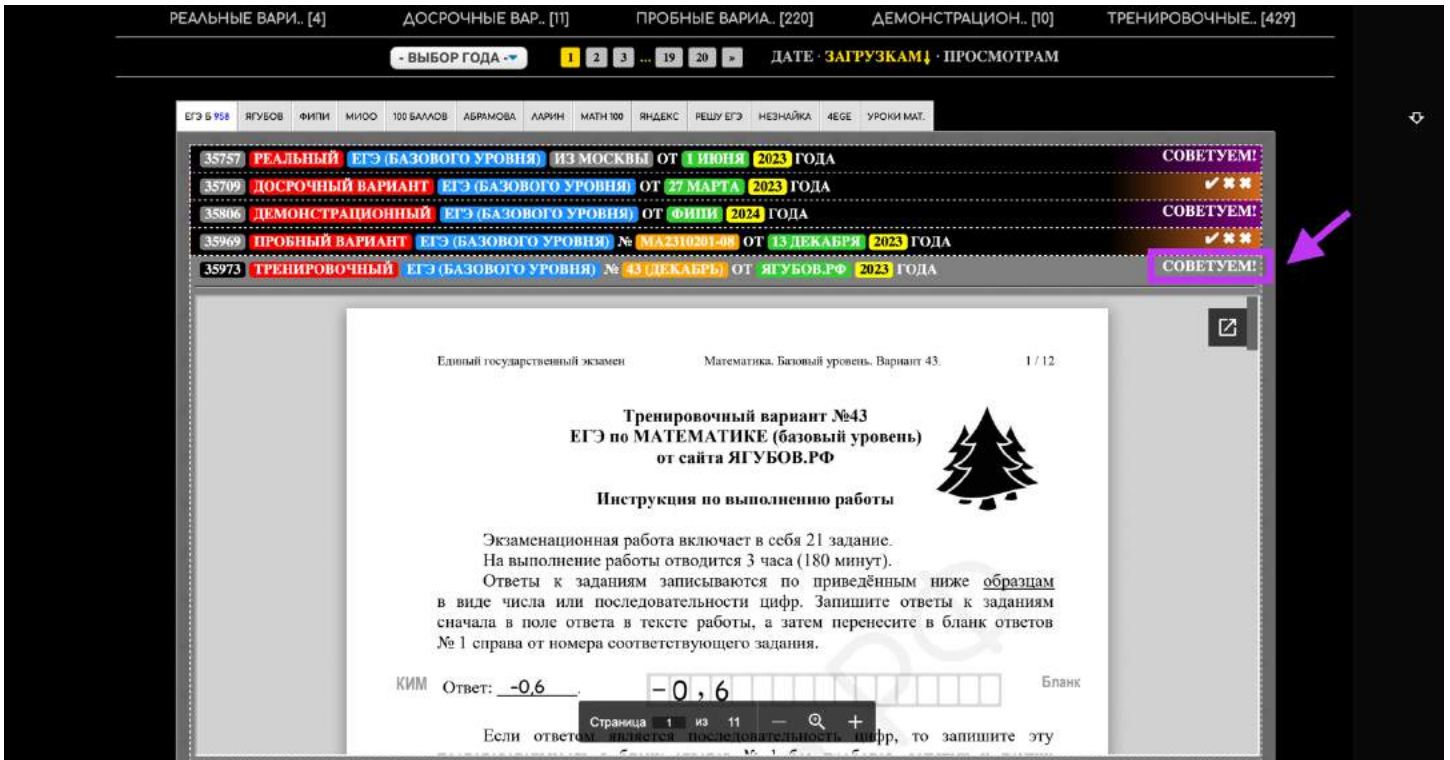 РЕАЛЬНЫЕ ВАРИ.. [4] ДОСРОЧНЫЕ ВАР.. [11] ПРОБНЫЕ ВАРИА.. [220] ДЕМОНСТРАЦИОН.. [10] ТРЕНИРОВОЧНЫЕ.. [429]
- ВЫБОР ГОДА - 1 2 3 ... 19 20 » ДАТЕ · ЗАГРУЗКАМ↓ · ПРОСМОТРАМ
ЕГЭ Б 958 ЯГУБОВ ФИПИ МИОО 100 БАЛЛОВ АБРАМОВА ЛАРИН MATH 100 ЯНДЕКС РЕШУ ЕГЭ НЕЗНАЙКА 4EGE УРОКИ МАТ.
35757 РЕАЛЬНЫЙ ЕГЭ (БАЗОВОГО УРОВНЯ) ИЗ МОСКВЫ ОТ 1 ИЮНЯ 2023 ГОДА СОВЕТУЕМ!
35709 ДОСРОЧНЫЙ ВАРИАНТ ЕГЭ (БАЗОВОГО УРОВНЯ) ОТ 27 МАРТА 2023 ГОДА ✔✖✖
35806 ДЕМОНСТРАЦИОННЫЙ ЕГЭ (БАЗОВОГО УРОВНЯ) ОТ ФИПИ 2024 ГОДА СОВЕТУЕМ!
35969 ПРОБНЫЙ ВАРИАНТ ЕГЭ (БАЗОВОГО УРОВНЯ) № МА2310201-08 ОТ 13 ДЕКАБРЯ 2023 ГОДА ✔✖✖
35973 ТРЕНИРОВОЧНЫЙ ЕГЭ (БАЗОВОГО УРОВНЯ) № 43 (ДЕКАБРЬ) ОТ ЯГУБОВ.РФ 2023 ГОДА СОВЕТУЕМ!
Единый государственный экзамен Математика. Базовый уровень. Вариант 43. 1 / 12
Тренировочный вариант №43
ЕГЭ по МАТЕМАТИКЕ (базовый уровень)
от сайта ЯГУБОВ.РФ
Инструкция по выполнению работы
Экзаменационная работа включает в себя 21 задание.
На выполнение работы отводится 3 часа (180 минут).
Ответы к заданиям записываются по приведённым ниже образцам
в виде числа или последовательности цифр. Запишите ответы к заданиям
сначала в поле ответа в тексте работы, а затем перенесите в бланк ответов
№ 1 справа от номера соответствующего задания.
КИМ Ответ: -0,6 . -0,6 Бланк
Страница 1 из 11 — +
Если ответом является последовательность цифр, то запишите эту